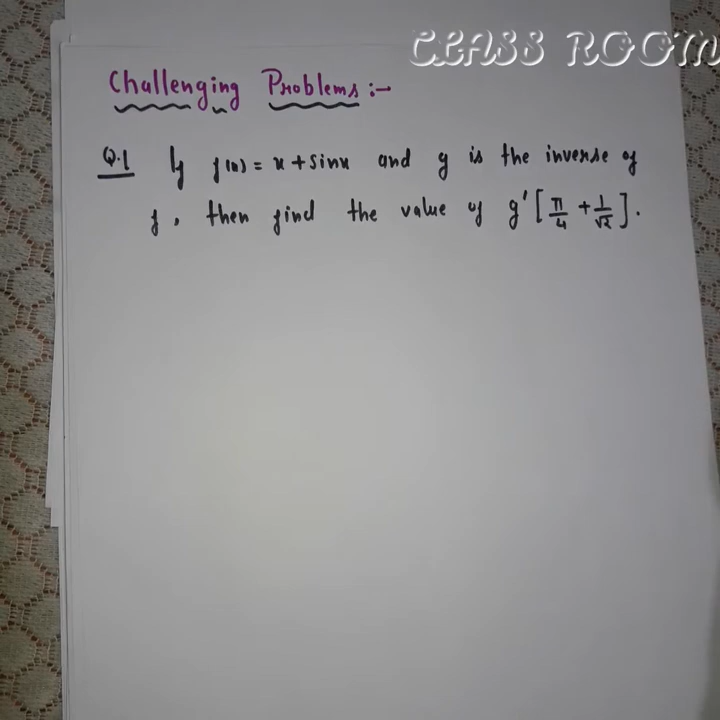 CLASS ROOM
Challenging Problems :-
Q.1 If f(x) = x + sinx and g is the inverse of
f, then find the value of g' [π/4 + 1/√2].